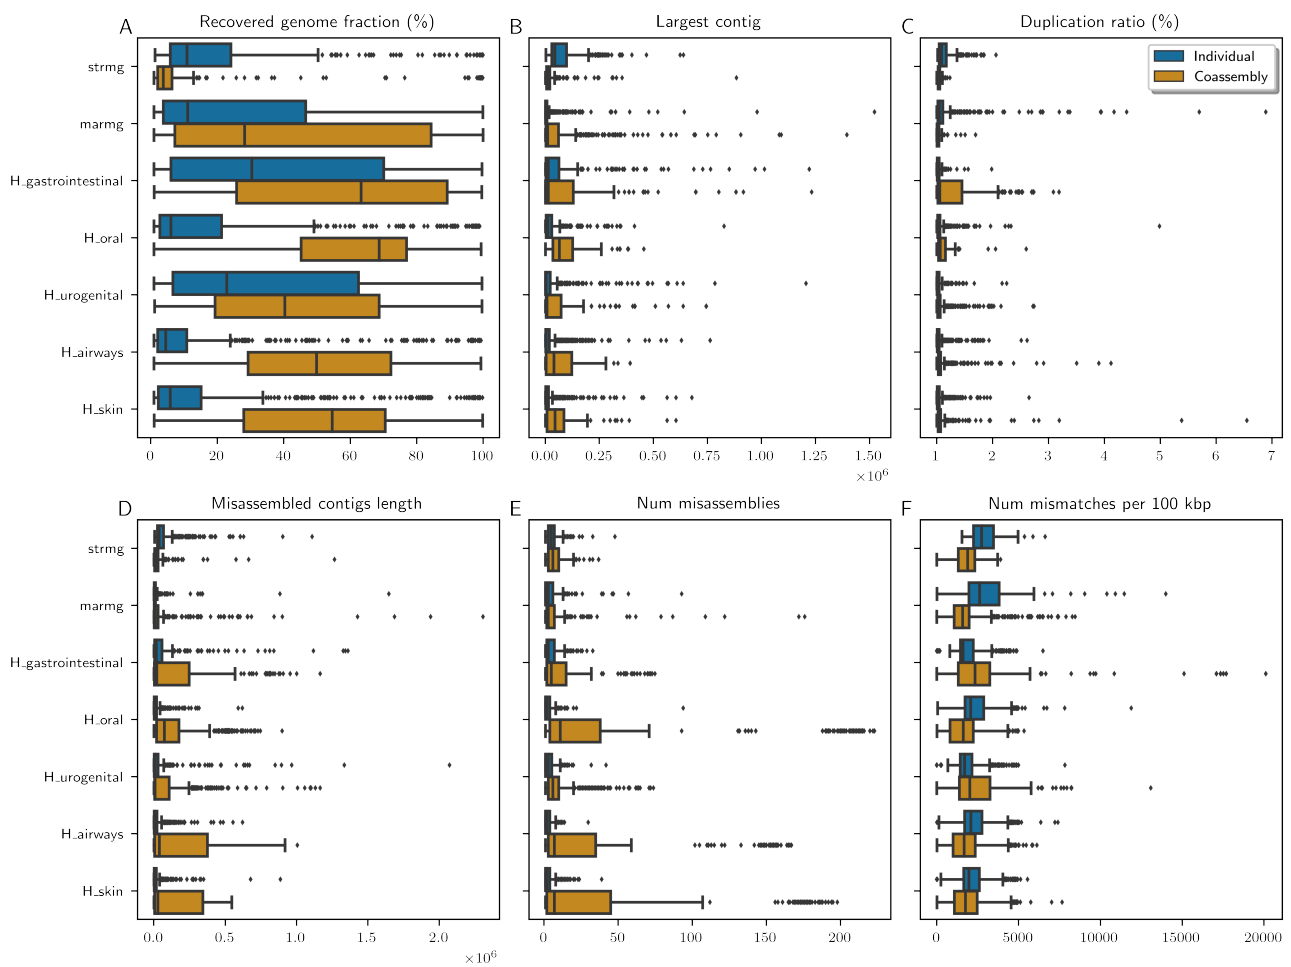 A Recovered genome fraction (%)
B Largest contig
C Duplication ratio (%)
strmg
marmg
H_gastrointestinal
H_oral
H_urogenital
H_airways
H_skin
Individual
Coassembly
0 20 40 60 80 100
0.00 0.25 0.50 0.75 1.00 1.25 1.50
×10⁶
1 2 3 4 5 6 7
D Misassembled contigs length
E Num misassemblies
F Num mismatches per 100 kbp
strmg
marmg
H_gastrointestinal
H_oral
H_urogenital
H_airways
H_skin
0.0 0.5 1.0 1.5 2.0
×10⁶
0 50 100 150 200
0 5000 10000 15000 20000